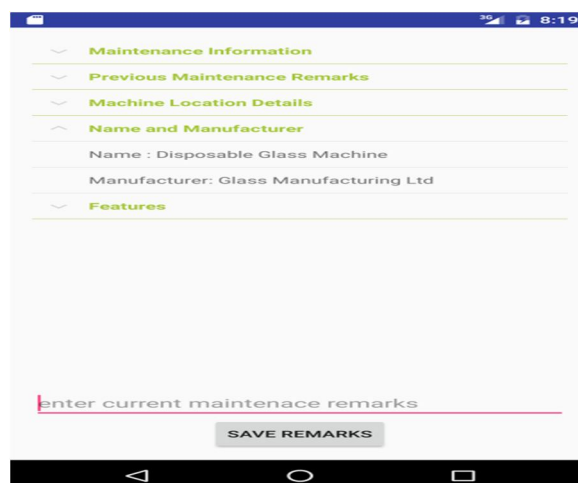 3G 8:19
Maintenance Information
Previous Maintenance Remarks
Machine Location Details
Name and Manufacturer
Name : Disposable Glass Machine
Manufacturer: Glass Manufacturing Ltd
Features
enter current maintenace remarks
SAVE REMARKS